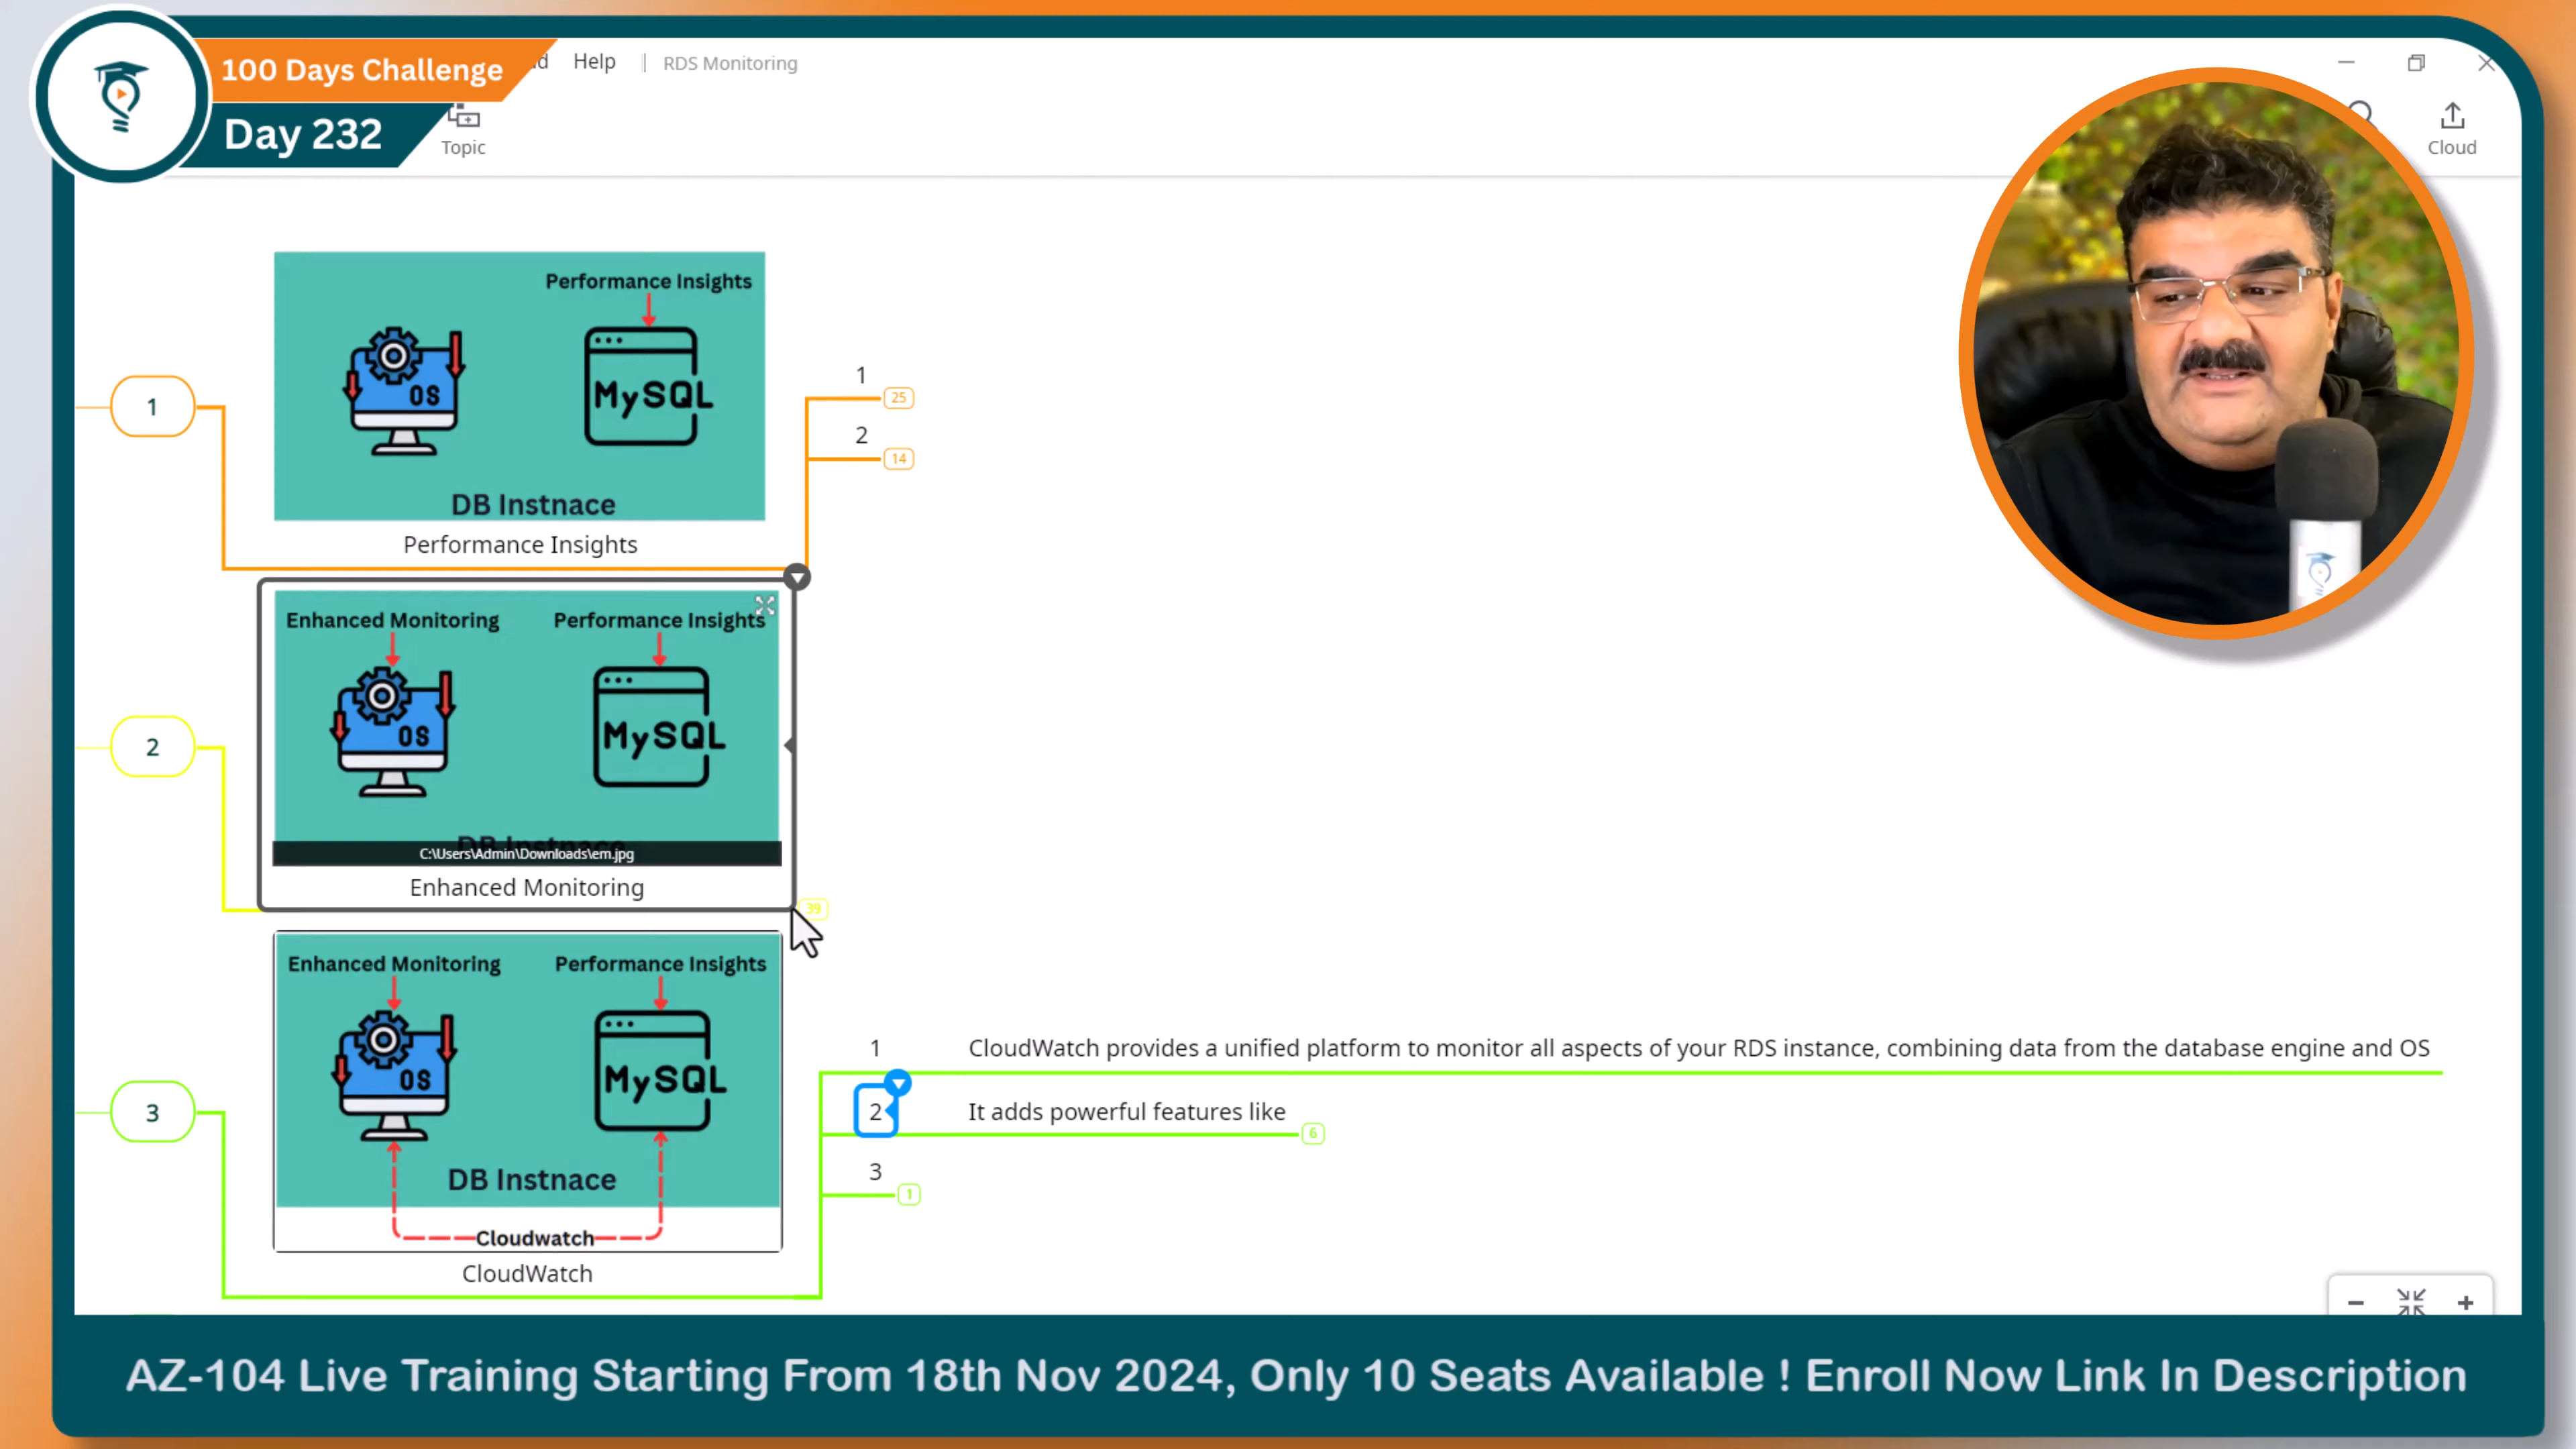 100 Days Challenge
Day 232
Help | RDS Monitoring
Topic
Cloud
Performance Insights
OS
MySQL
DB Instnace
Performance Insights
1
1
25
2
14
Enhanced Monitoring Performance Insights
OS
MySQL
C:\Users\Admin\Downloads\em.jpg
Enhanced Monitoring
2
39
Enhanced Monitoring Performance Insights
OS
MySQL
DB Instnace
Cloudwatch
CloudWatch
3
1 CloudWatch provides a unified platform to monitor all aspects of your RDS instance, combining data from the database engine and OS
2 It adds powerful features like
6
3
1
AZ-104 Live Training Starting From 18th Nov 2024, Only 10 Seats Available ! Enroll Now Link In Description